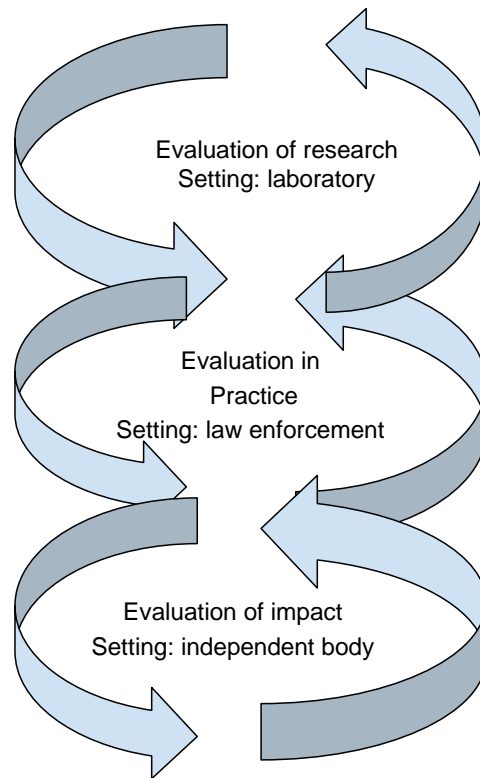 Evaluation of research
Setting: laboratory
Evaluation in
Practice
Setting: law enforcement
Evaluation of impact
Setting: independent body